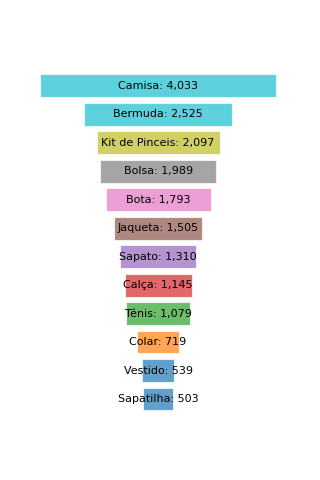 Camisa: 4,033
Bermuda: 2,525
Kit de Pinceis: 2,097
Bolsa: 1,989
Bota: 1,793
Jaqueta: 1,505
Sapato: 1,310
Calça: 1,145
Tênis: 1,079
Colar: 719
Vestido: 539
Sapatilha: 503